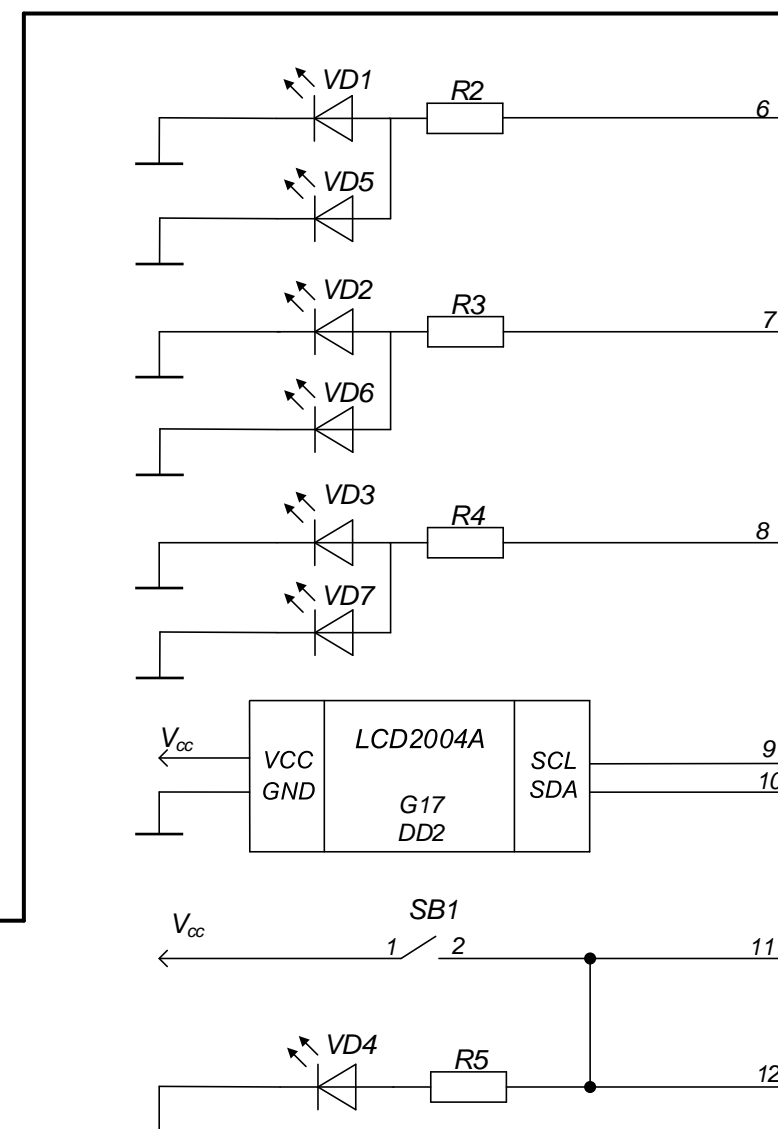 VD1
R2
6
VD5
VD2
R3
7
VD6
VD3
R4
8
VD7
Vcc
LCD2004A
VCC
SCL
9
GND
SDA
10
G17
DD2
SB1
Vcc
1
2
11
VD4
R5
12